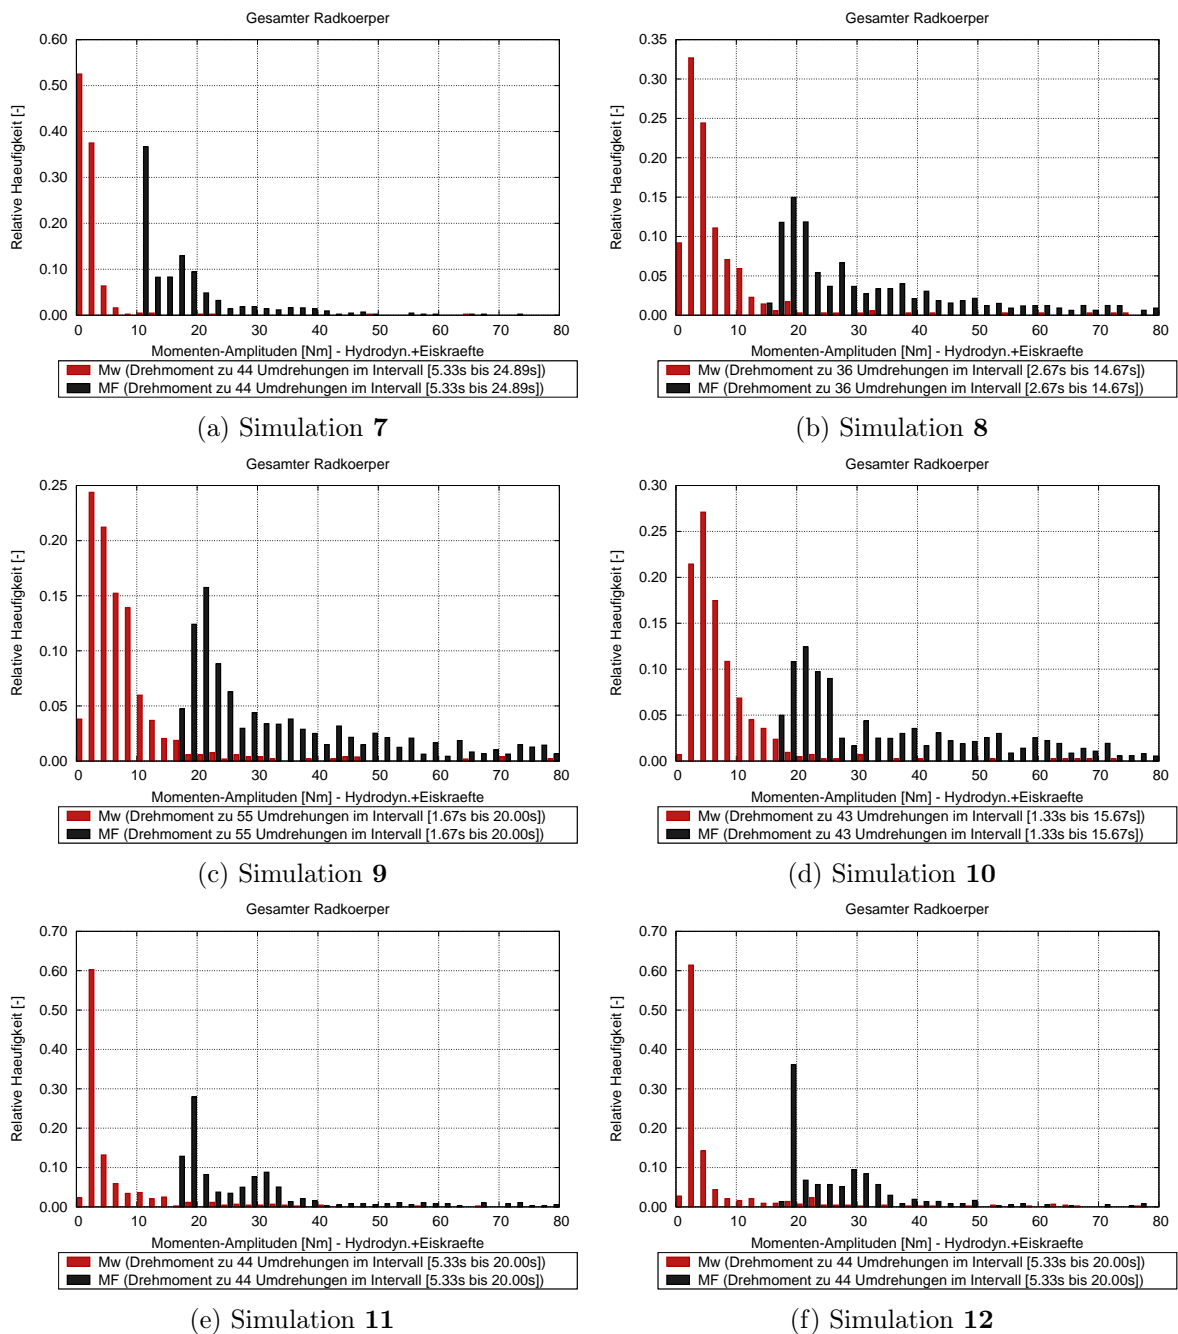 Gesamter Radkoerper
0.60
0.50
0.40
0.30
0.20
0.10
0.00
Relative Haeufigkeit [-]
0 10 20 30 40 50 60 70 80
Momenten-Amplituden [Nm] - Hydrodyn.+Eiskraefte
Mw (Drehmoment zu 44 Umdrehungen im Intervall [5.33s bis 24.89s])
MF (Drehmoment zu 44 Umdrehungen im Intervall [5.33s bis 24.89s])
(a) Simulation 7
Gesamter Radkoerper
0.35
0.30
0.25
0.20
0.15
0.10
0.05
0.00
Relative Haeufigkeit [-]
0 10 20 30 40 50 60 70 80
Momenten-Amplituden [Nm] - Hydrodyn.+Eiskraefte
Mw (Drehmoment zu 36 Umdrehungen im Intervall [2.67s bis 14.67s])
MF (Drehmoment zu 36 Umdrehungen im Intervall [2.67s bis 14.67s])
(b) Simulation 8
Gesamter Radkoerper
0.25
0.20
0.15
0.10
0.05
0.00
Relative Haeufigkeit [-]
0 10 20 30 40 50 60 70 80
Momenten-Amplituden [Nm] - Hydrodyn.+Eiskraefte
Mw (Drehmoment zu 55 Umdrehungen im Intervall [1.67s bis 20.00s])
MF (Drehmoment zu 55 Umdrehungen im Intervall [1.67s bis 20.00s])
(c) Simulation 9
Gesamter Radkoerper
0.30
0.25
0.20
0.15
0.10
0.05
0.00
Relative Haeufigkeit [-]
0 10 20 30 40 50 60 70 80
Momenten-Amplituden [Nm] - Hydrodyn.+Eiskraefte
Mw (Drehmoment zu 43 Umdrehungen im Intervall [1.33s bis 15.67s])
MF (Drehmoment zu 43 Umdrehungen im Intervall [1.33s bis 15.67s])
(d) Simulation 10
Gesamter Radkoerper
0.70
0.60
0.50
0.40
0.30
0.20
0.10
0.00
Relative Haeufigkeit [-]
0 10 20 30 40 50 60 70 80
Momenten-Amplituden [Nm] - Hydrodyn.+Eiskraefte
Mw (Drehmoment zu 44 Umdrehungen im Intervall [5.33s bis 20.00s])
MF (Drehmoment zu 44 Umdrehungen im Intervall [5.33s bis 20.00s])
(e) Simulation 11
Gesamter Radkoerper
0.70
0.60
0.50
0.40
0.30
0.20
0.10
0.00
Relative Haeufigkeit [-]
0 10 20 30 40 50 60 70 80
Momenten-Amplituden [Nm] - Hydrodyn.+Eiskraefte
Mw (Drehmoment zu 44 Umdrehungen im Intervall [5.33s bis 20.00s])
MF (Drehmoment zu 44 Umdrehungen im Intervall [5.33s bis 20.00s])
(f) Simulation 12